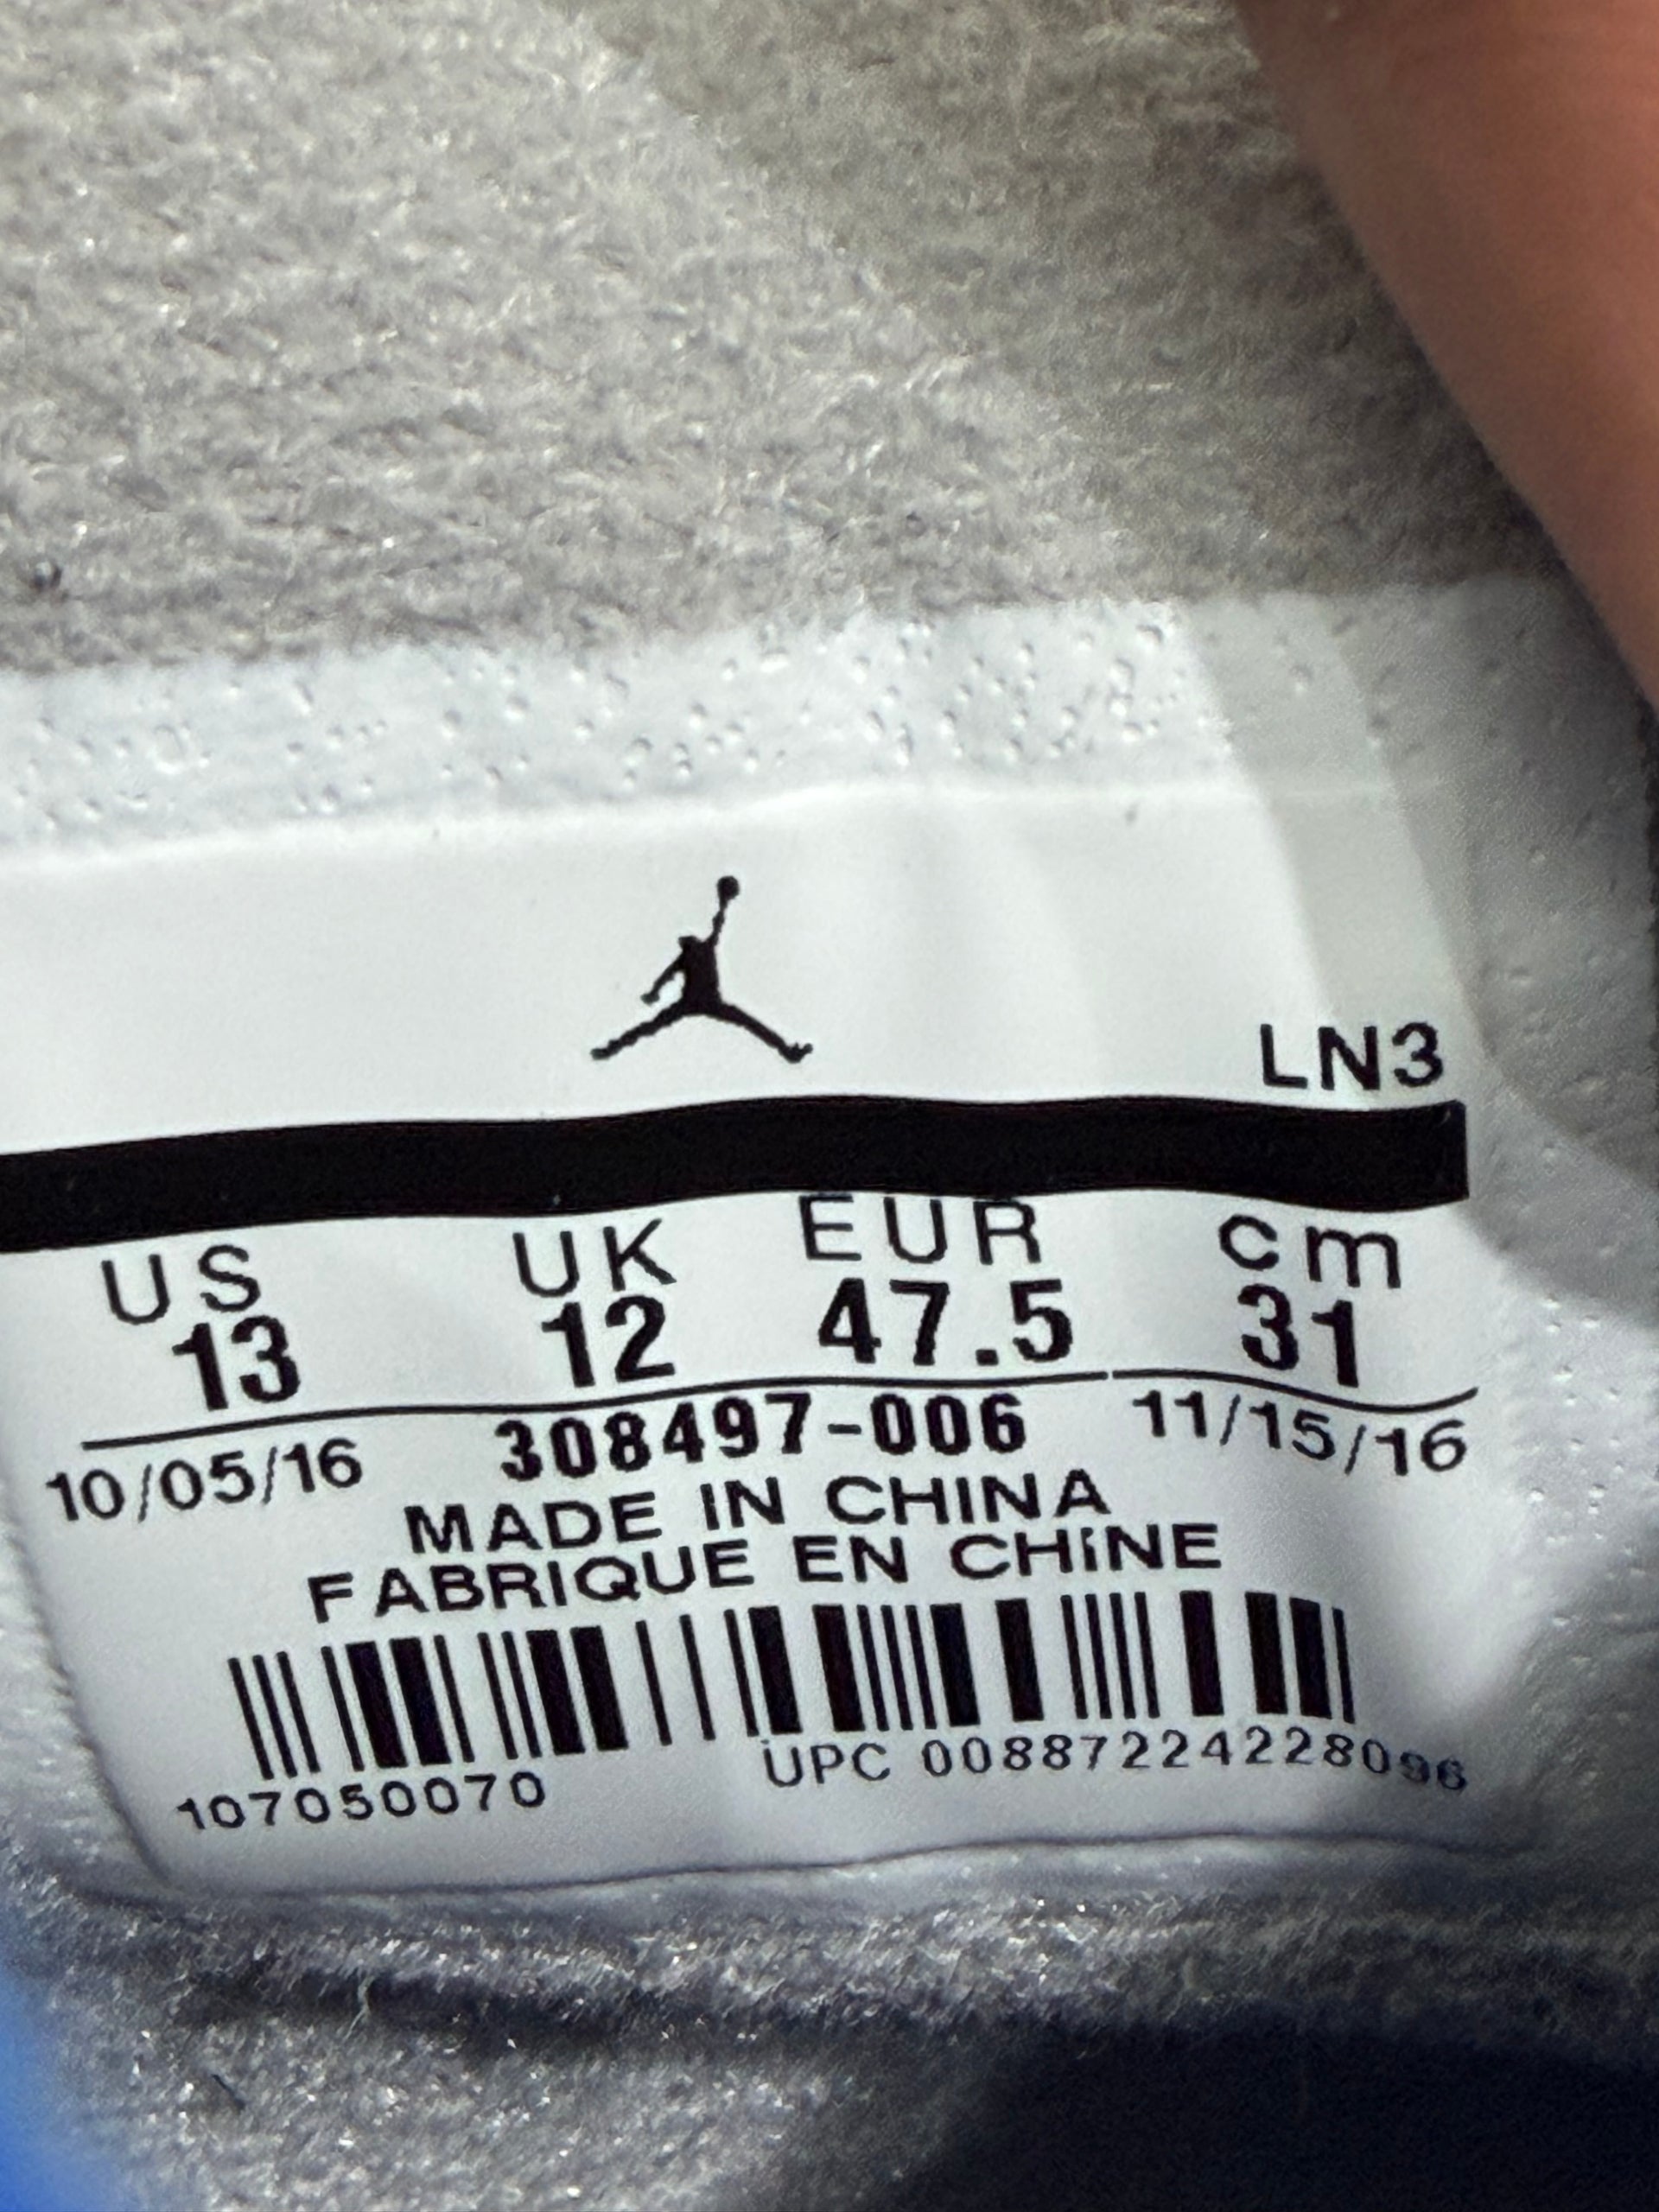 LN3
US UK EUR cm
13 12 47.5 31
10/05/16 308497-006 11/15/16
MADE IN CHINA
FABRIQUE EN CHINE
107050070 UPC 00887224228096